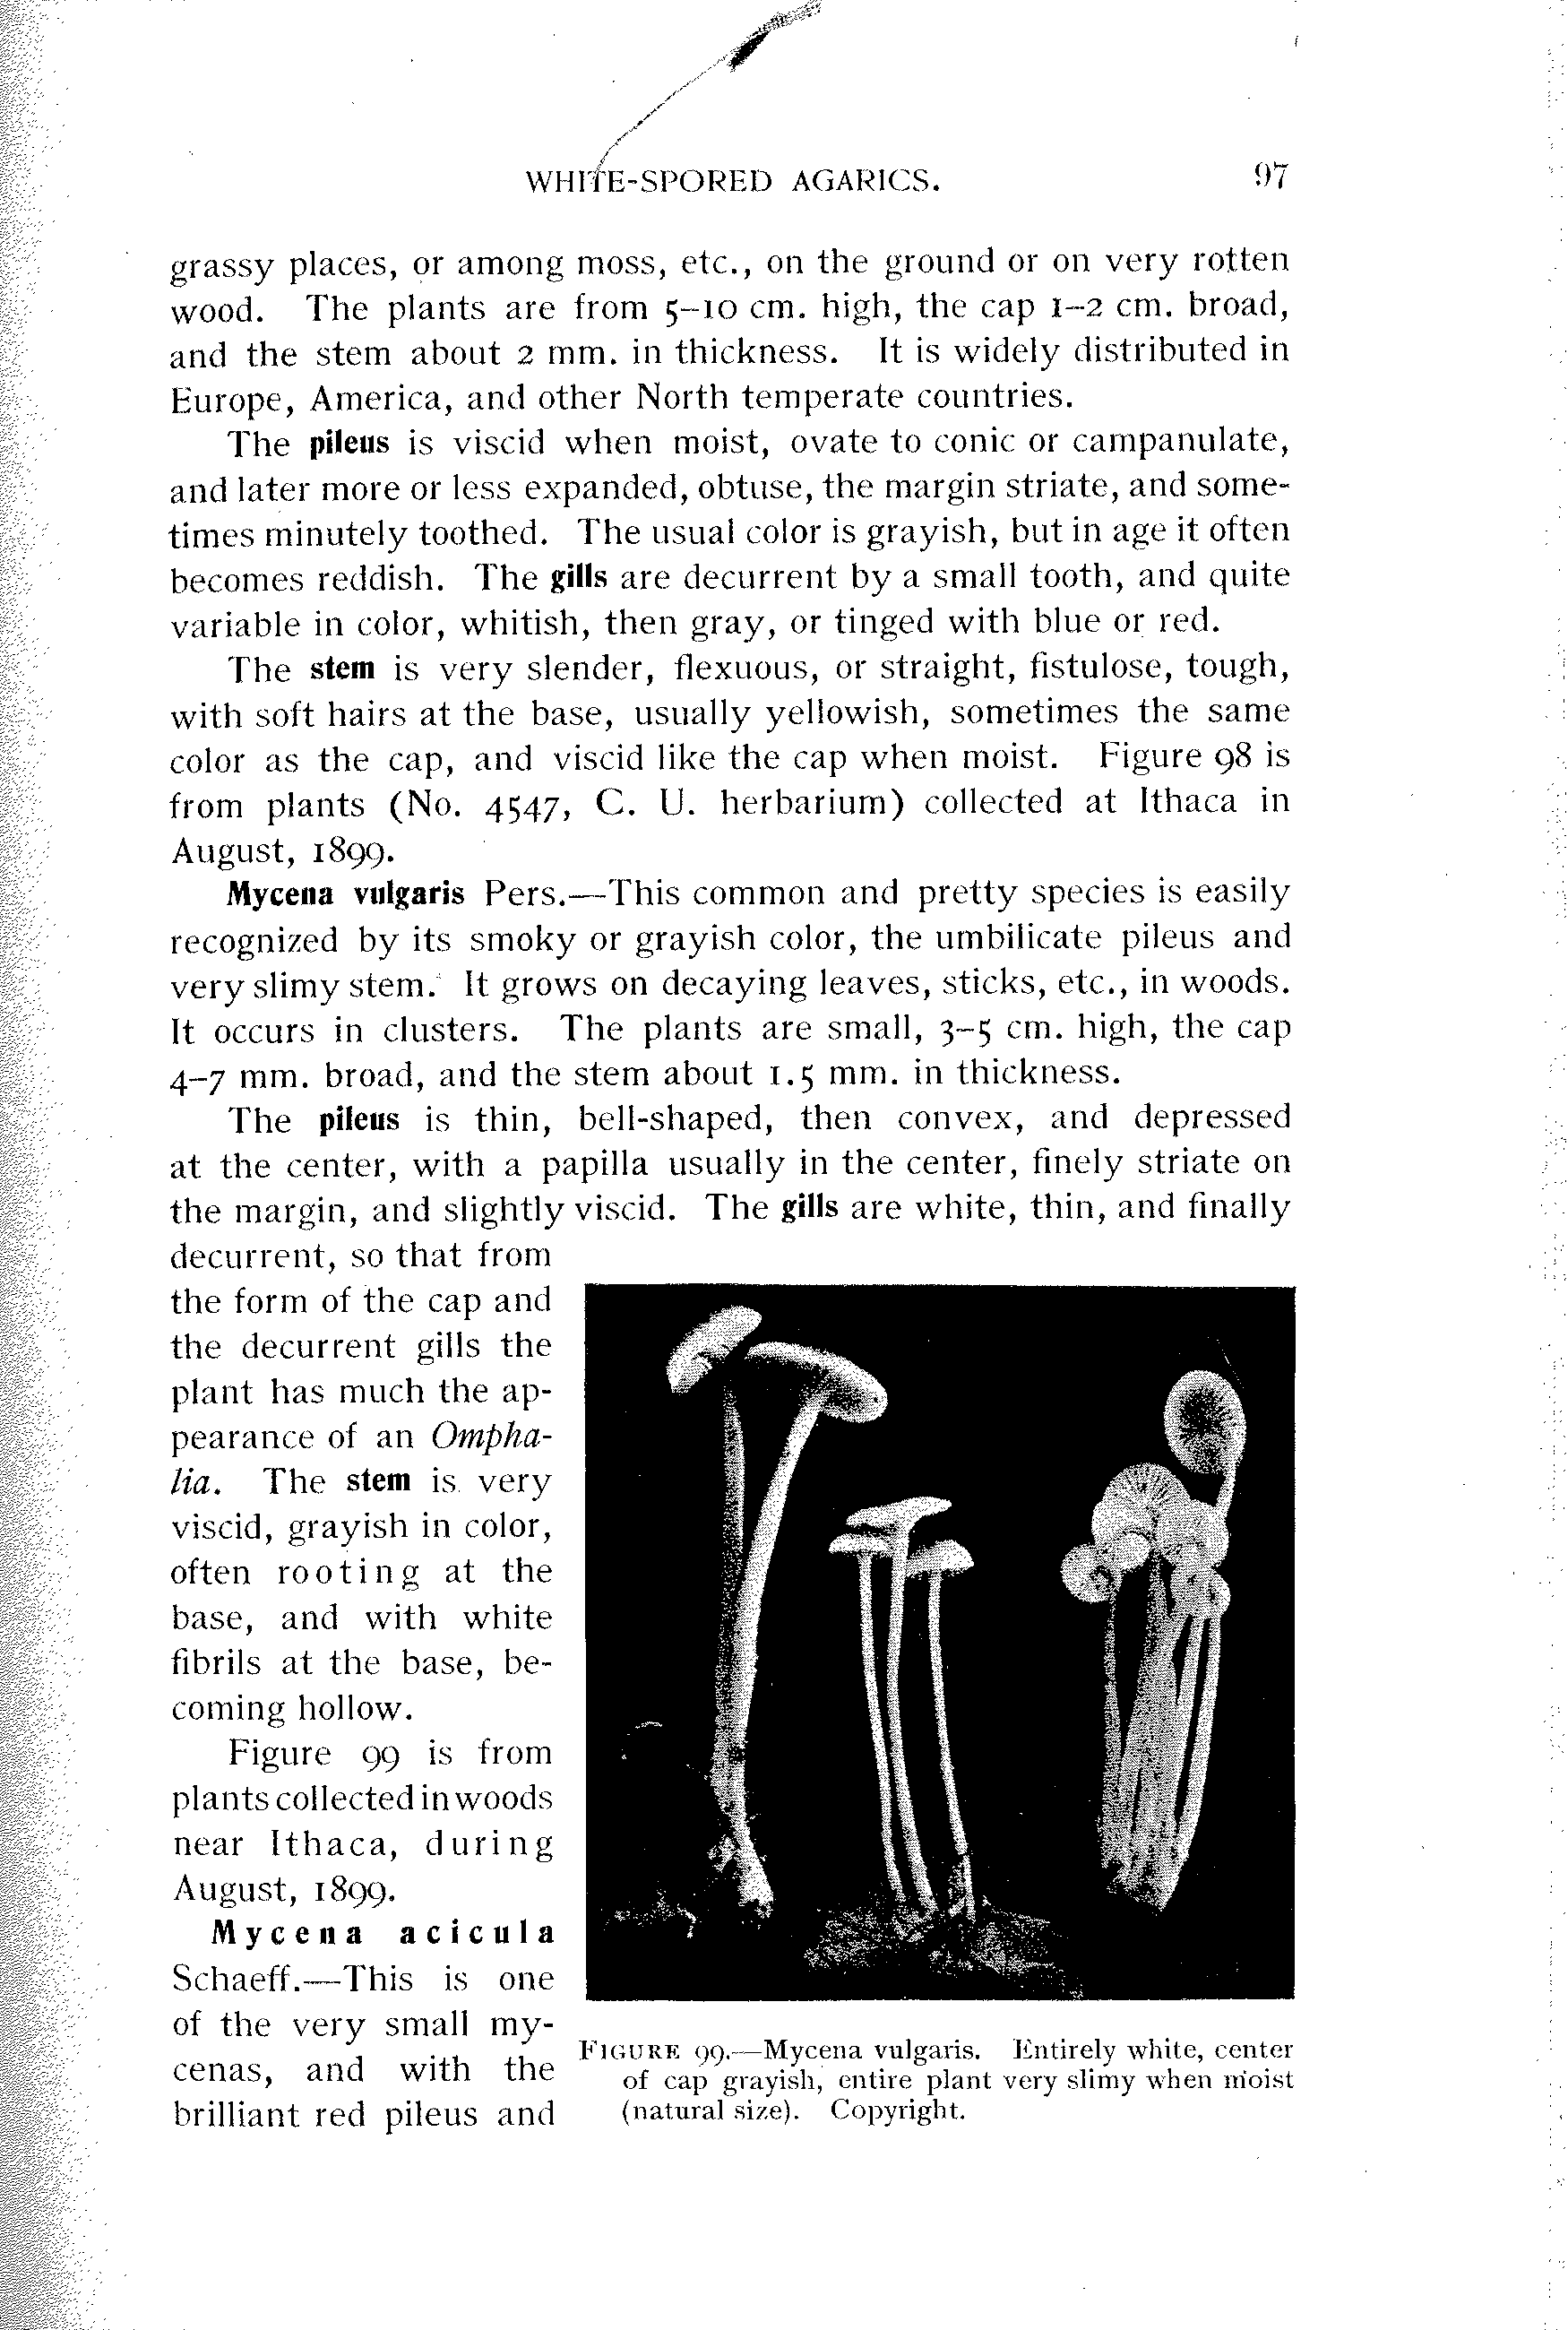 WHITE-SPORED AGARICS. 97
grassy places, or among moss, etc., on the ground or on very rotten
wood. The plants are from 5–10 cm. high, the cap 1–2 cm. broad,
and the stem about 2 mm. in thickness. It is widely distributed in
Europe, America, and other North temperate countries.
The pileus is viscid when moist, ovate to conic or campanulate,
and later more or less expanded, obtuse, the margin striate, and some-
times minutely toothed. The usual color is grayish, but in age it often
becomes reddish. The gills are decurrent by a small tooth, and quite
variable in color, whitish, then gray, or tinged with blue or red.
The stem is very slender, flexuous, or straight, fistulose, tough,
with soft hairs at the base, usually yellowish, sometimes the same
color as the cap, and viscid like the cap when moist. Figure 98 is
from plants (No. 4547, C. U. herbarium) collected at Ithaca in
August, 1899.
Mycena vulgaris Pers.—This common and pretty species is easily
recognized by its smoky or grayish color, the umbilicate pileus and
very slimy stem. It grows on decaying leaves, sticks, etc., in woods.
It occurs in clusters. The plants are small, 3–5 cm. high, the cap
4–7 mm. broad, and the stem about 1.5 mm. in thickness.
The pileus is thin, bell-shaped, then convex, and depressed
at the center, with a papilla usually in the center, finely striate on
the margin, and slightly viscid. The gills are white, thin, and finally
decurrent, so that from
the form of the cap and
the decurrent gills the
plant has much the ap-
pearance of an Ompha-
lia. The stem is very
viscid, grayish in color,
often rooting at the
base, and with white
fibrils at the base, be-
coming hollow.
Figure 99 is from
plants collected in woods
near Ithaca, during
August, 1899.
Mycena acicula
Schaeff.—This is one
of the very small my-
cenas, and with the
brilliant red pileus and
FIGURE 99.—Mycena vulgaris. Entirely white, center
of cap grayish, entire plant very slimy when moist
(natural size). Copyright.